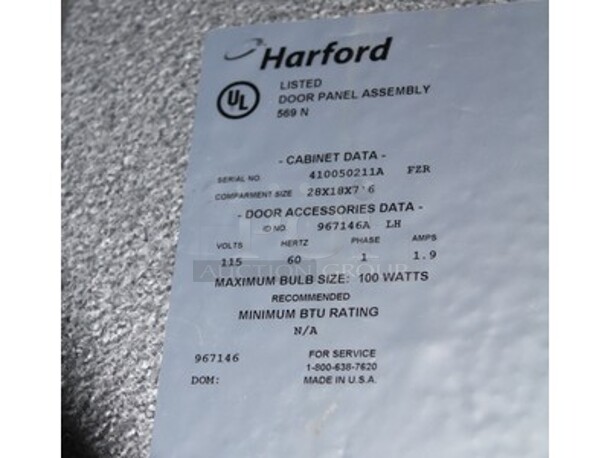 Harford
UL
LISTED
DOOR PANEL ASSEMBLY
569 N
- CABINET DATA -
SERIAL NO. 410050211A FZR
COMPARMENT SIZE 28X18X7'6
- DOOR ACCESSORIES DATA -
ID NO. 967146A LH
VOLTS HERTZ PHASE AMPS
115 60 1 1.9
AUCTION GROUP
MAXIMUM BULB SIZE: 100 WATTS
RECOMMENDED
MINIMUM BTU RATING
N/A
967146 FOR SERVICE
1-800-638-7620
DOM: MADE IN U.S.A.